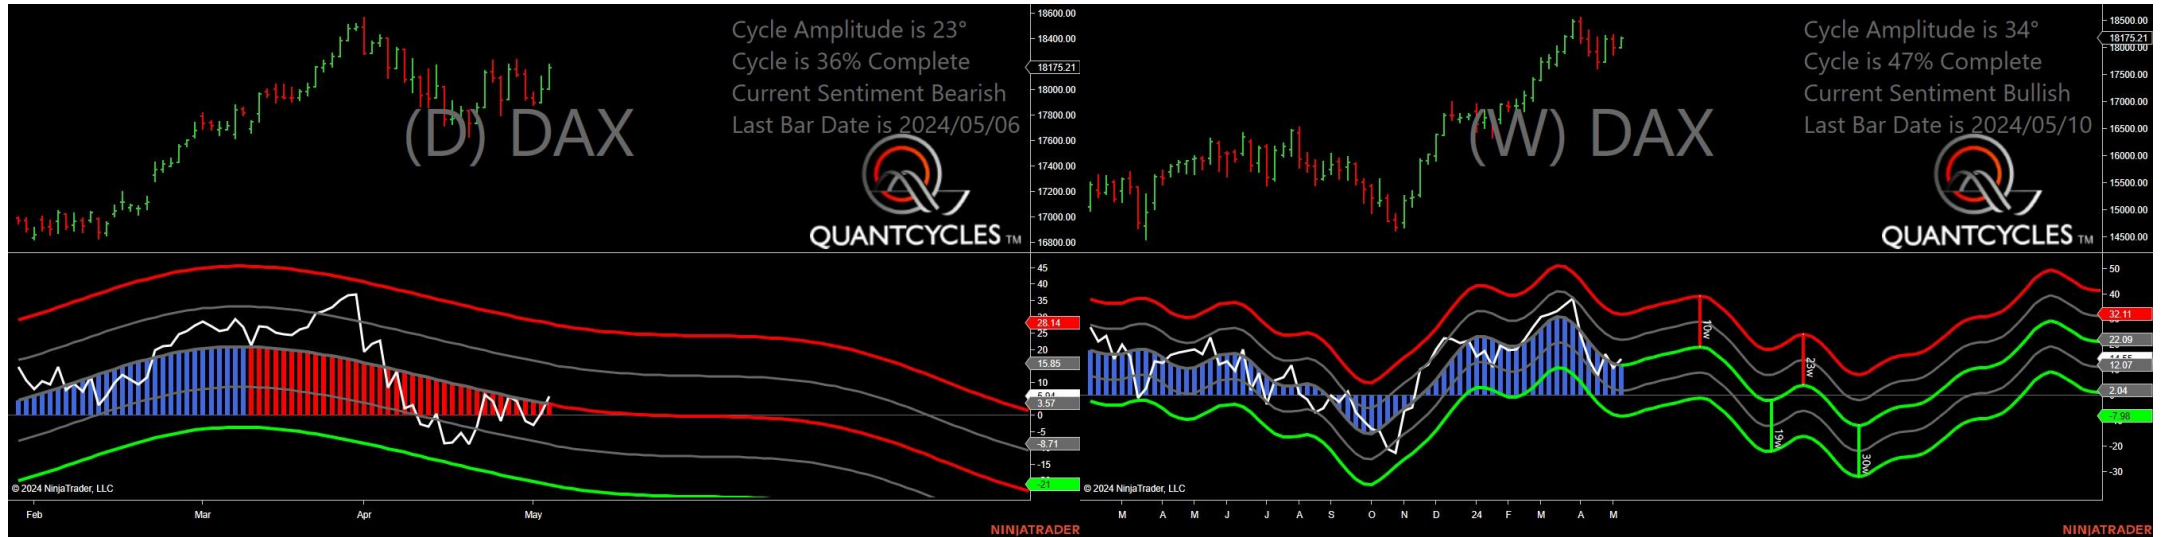 Cycle Amplitude is 23°
Cycle is 36% Complete
Current Sentiment Bearish
Last Bar Date is 2024/05/06
(D) DAX
QUANTCYCLES TM
18600.00
18400.00
18175.21
18000.00
17800.00
17600.00
17400.00
17200.00
17000.00
16800.00
45
40
35
28.14
25
20
15.85
10
3.57
0
-5
-8.71
-15
-21
© 2024 NinjaTrader, LLC
Feb Mar Apr May
NINJATRADER
Cycle Amplitude is 34°
Cycle is 47% Complete
Current Sentiment Bullish
Last Bar Date is 2024/05/10
(W) DAX
QUANTCYCLES TM
18500.00
18175.21
18000.00
17500.00
17000.00
16500.00
16000.00
15500.00
15000.00
14500.00
50
40
32.11
22.09
12.07
2.04
-7.98
-20
-30
10w
23w
19w
30w
© 2024 NinjaTrader, LLC
M A M J J A S O N D 24 F M A M
NINJATRADER